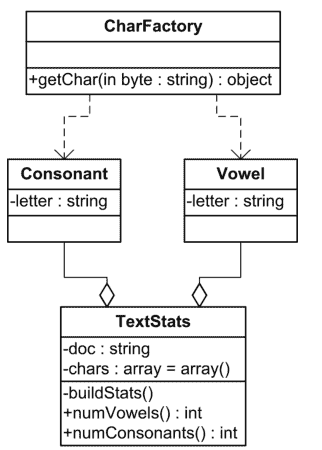 CharFactory
+getChar(in byte : string) : object
Consonant
-letter : string
Vowel
-letter : string
TextStats
-doc : string
-chars : array = array()
-buildStats()
+numVowels() : int
+numConsonants() : int